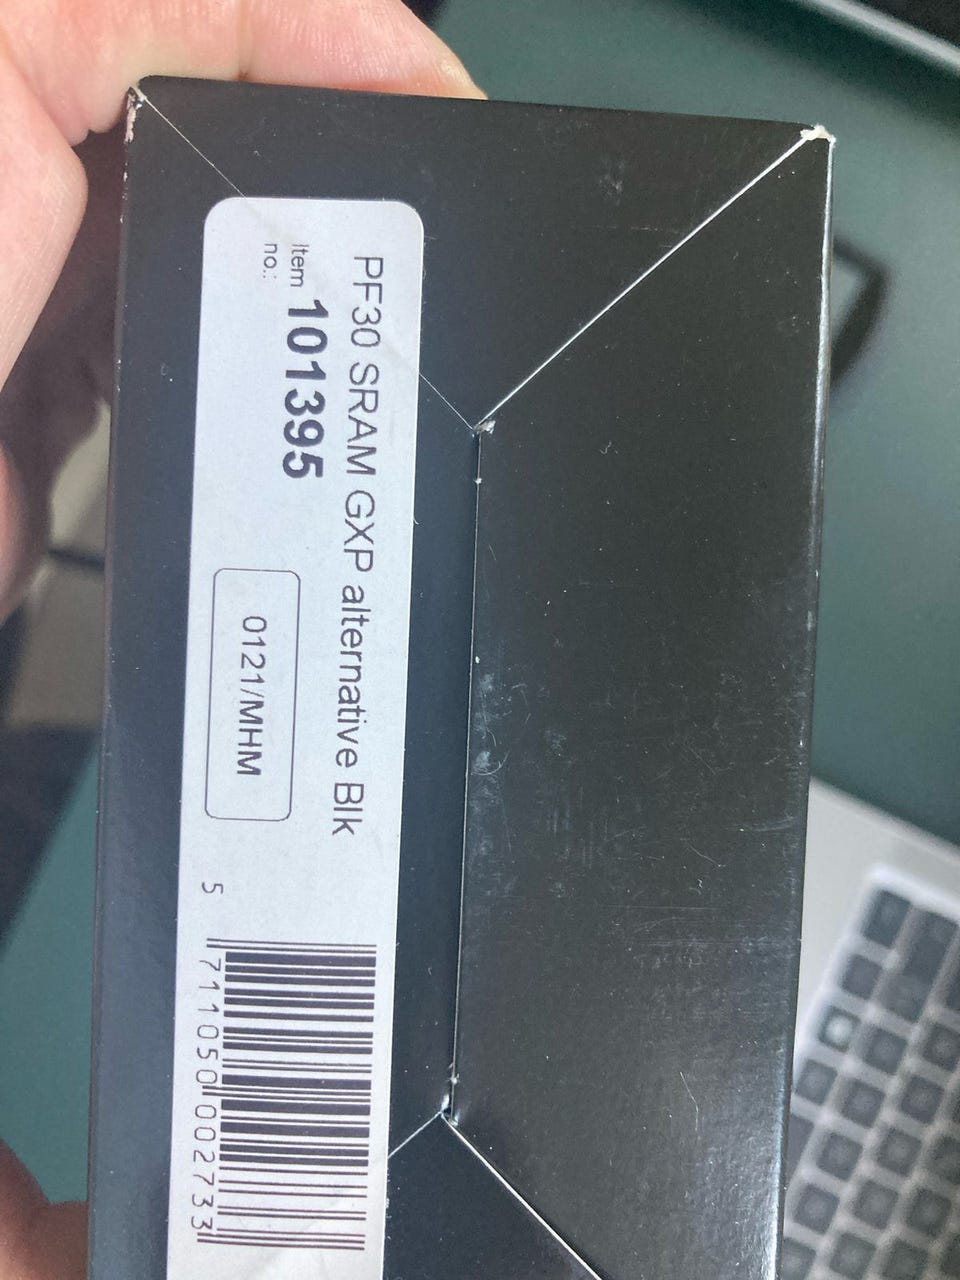 PF30 SRAM GXP alternative Blk
Item
no.: 101395
0121/MHM
5 711050 002733